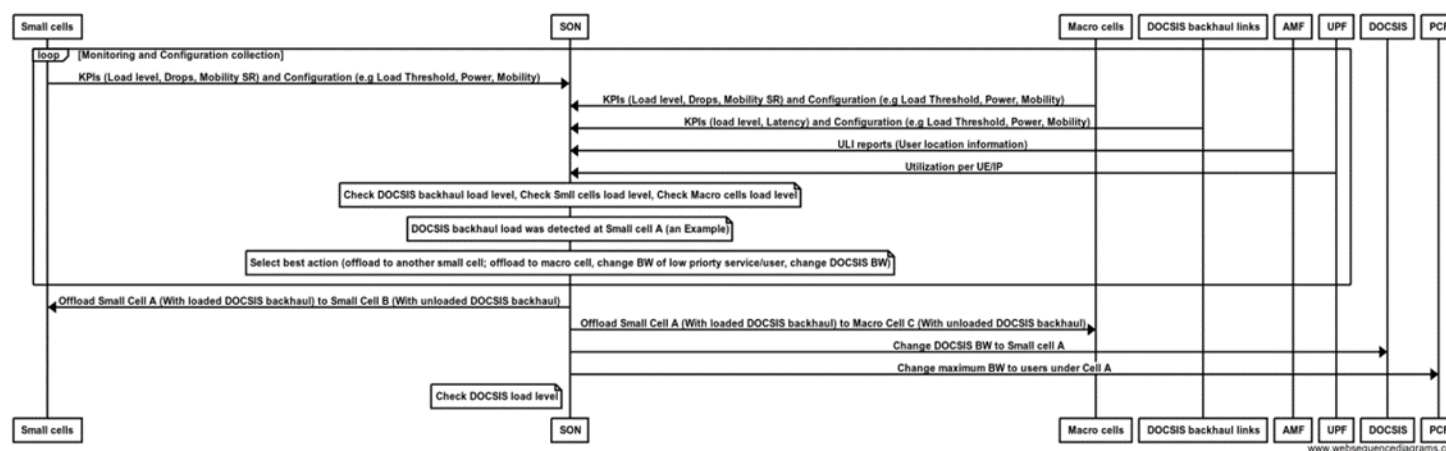 Small cells
SON
Macro cells
DOCSIS backhaul links
AMF
UPF
DOCSIS
PCF
loop
[Monitoring and Configuration collection]
KPIs (Load level, Drops, Mobility SR) and Configuration (e.g Load Threshold, Power, Mobility)
KPIs (Load level, Drops, Mobility SR) and Configuration (e.g Load Threshold, Power, Mobility)
KPIs (load level, Latency) and Configuration (e.g Load Threshold, Power, Mobility)
ULI reports (User location information)
Utilization per UE/IP
Check DOCSIS backhaul load level, Check Smll cells load level, Check Macro cells load level
DOCSIS backhaul load was detected at Small cell A (an Example)
Select best action (offload to another small cell; offload to macro cell, change BW of low priorty service/user, change DOCSIS BW)
Offload Small Cell A (With loaded DOCSIS backhaul) to Small Cell B (With unloaded DOCSIS backhaul)
Offload Small Cell A (With loaded DOCSIS backhaul) to Macro Cell C (With unloaded DOCSIS backhaul)
Change DOCSIS BW to Small cell A
Change maximum BW to users under Cell A
Check DOCSIS load level
Small cells
SON
Macro cells
DOCSIS backhaul links
AMF
UPF
DOCSIS
PCF
www.websequencediagrams.c